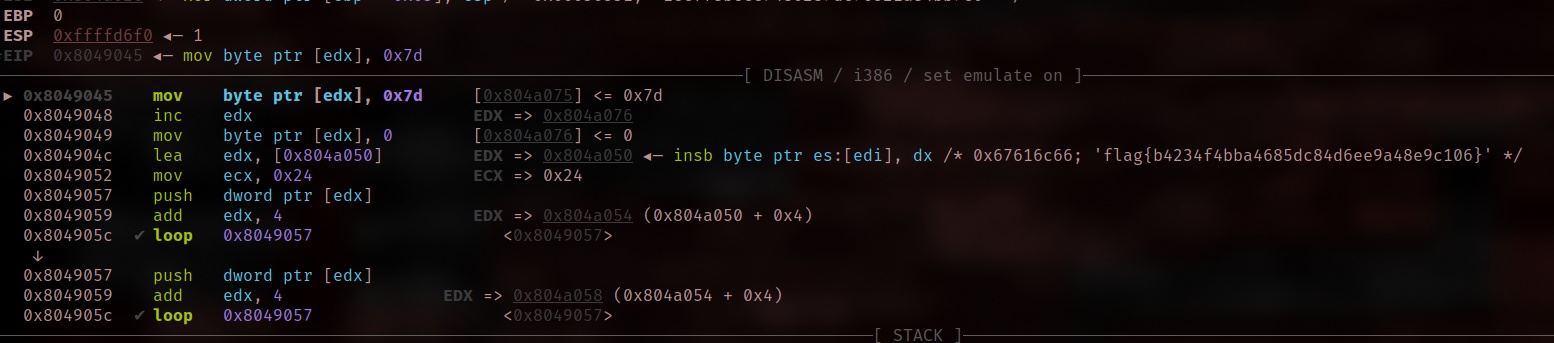 EBP 0
ESP 0xffffd6f0 ◂— 1
EIP 0x8049045 ◂— mov byte ptr [edx], 0x7d
[ DISASM / i386 / set emulate on ]
► 0x8049045 mov byte ptr [edx], 0x7d [0x804a075] <= 0x7d
0x8049048 inc edx EDX => 0x804a076
0x8049049 mov byte ptr [edx], 0 [0x804a076] <= 0
0x804904c lea edx, [0x804a050] EDX => 0x804a050 ◂— insb byte ptr es:[edi], dx /* 0x67616c66; 'flag{b4234f4bba4685dc84d6ee9a48e9c106}' */
0x8049052 mov ecx, 0x24 ECX => 0x24
0x8049057 push dword ptr [edx]
0x8049059 add edx, 4 EDX => 0x804a054 (0x804a050 + 0x4)
0x804905c ✔ loop 0x8049057 <0x8049057>
↓
0x8049057 push dword ptr [edx]
0x8049059 add edx, 4 EDX => 0x804a058 (0x804a054 + 0x4)
0x804905c ✔ loop 0x8049057 <0x8049057>
[ STACK ]